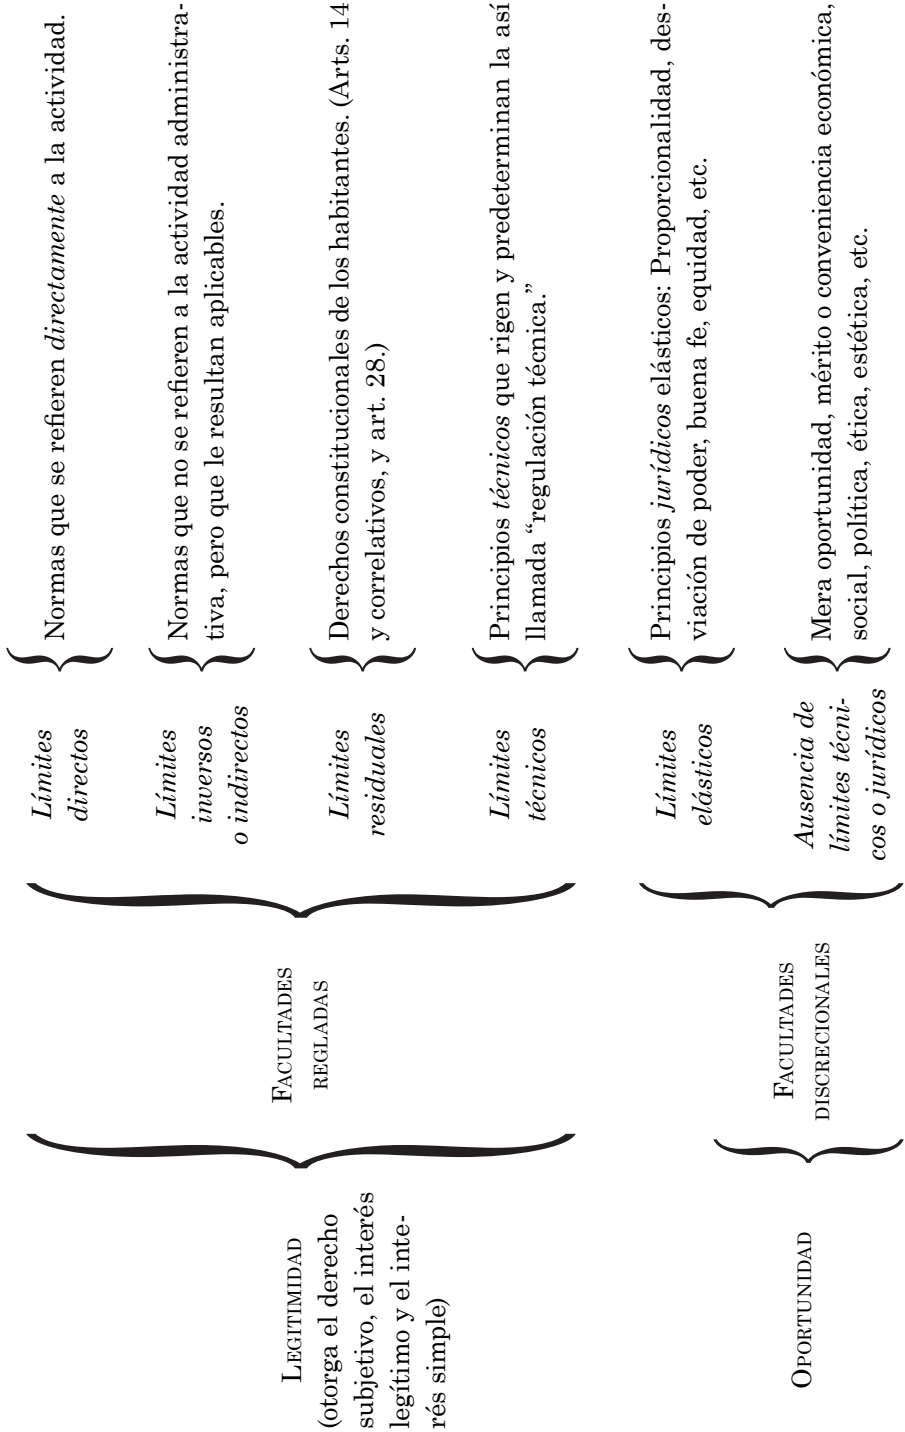 LEGITIMIDAD
(otorga el derecho
subjetivo, el interés
legítimo y el inte-
rés simple)
FACULTADES
REGLADAS
Límites
directos
Normas que se refieren directamente a la actividad.
Límites
inversos
o indirectos
Normas que no se refieren a la actividad administra-
tiva, pero que le resultan aplicables.
Límites
residuales
Derechos constitucionales de los habitantes. (Arts. 14
y correlativos, y art. 28.)
Límites
técnicos
Principios técnicos que rigen y predeterminan la así
llamada “regulación técnica.”
OPORTUNIDAD
FACULTADES
DISCRECIONALES
Límites
elásticos
Principios jurídicos elásticos: Proporcionalidad, des-
viación de poder, buena fe, equidad, etc.
Ausencia de
límites técni-
cos o jurídicos
Mera oportunidad, mérito o conveniencia económica,
social, política, ética, estética, etc.